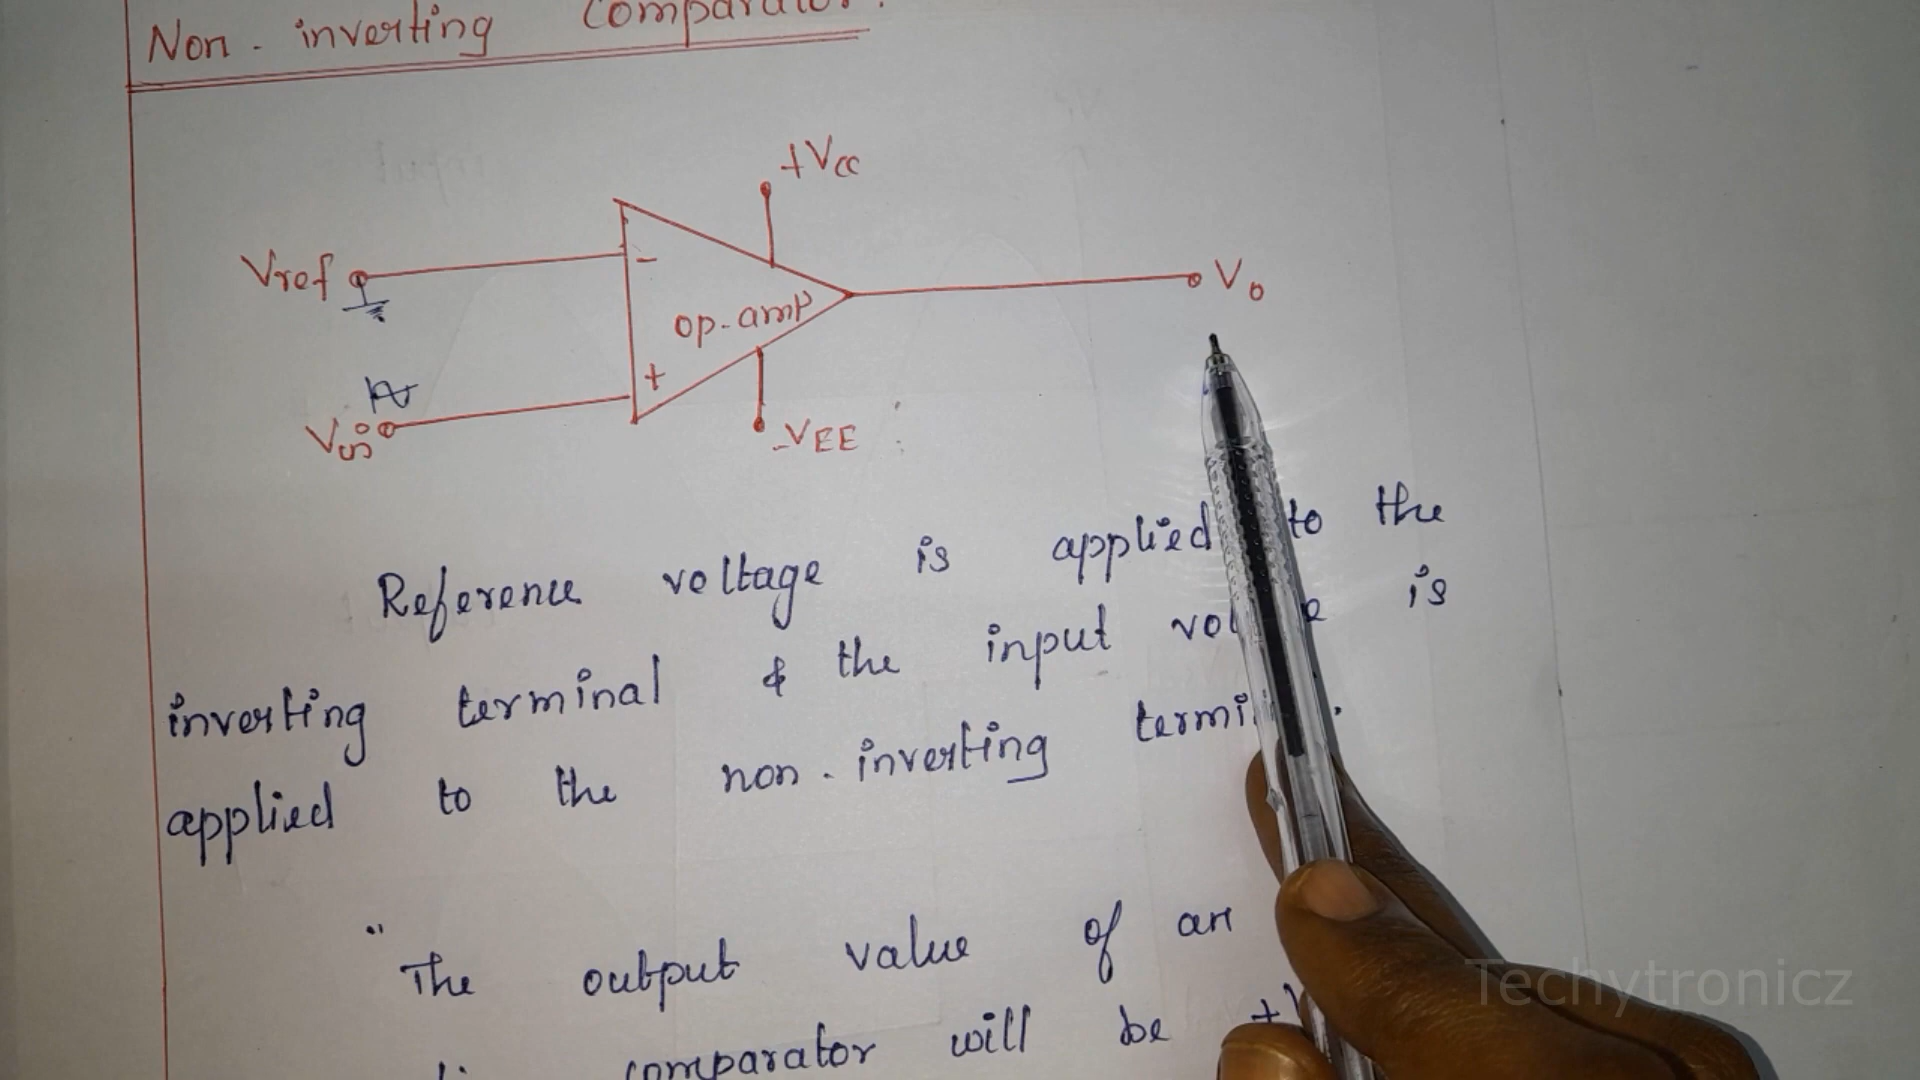 Non-inverting Comparator.
+Vcc
Vref
-
op-amp
Vo
+
Vin
-VEE
Reference voltage is applied to the
inverting terminal & the input is
applied to the non-inverting
"The output value of an
comparator will be
Techytronicz